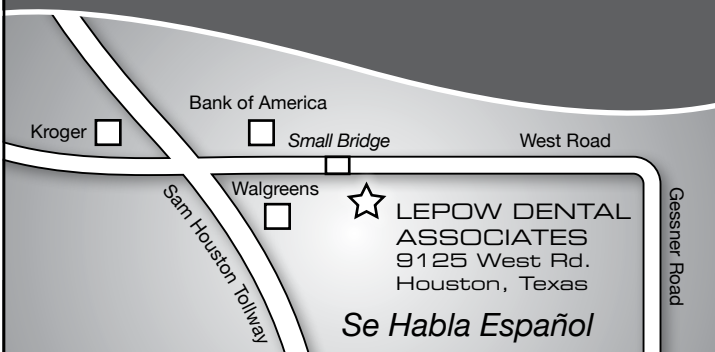 Bank of America
Kroger
Small Bridge
West Road
Walgreens
Sam Houston Tollway
Gessner Road
LEPOW DENTAL
ASSOCIATES
9125 West Rd.
Houston, Texas
Se Habla Español